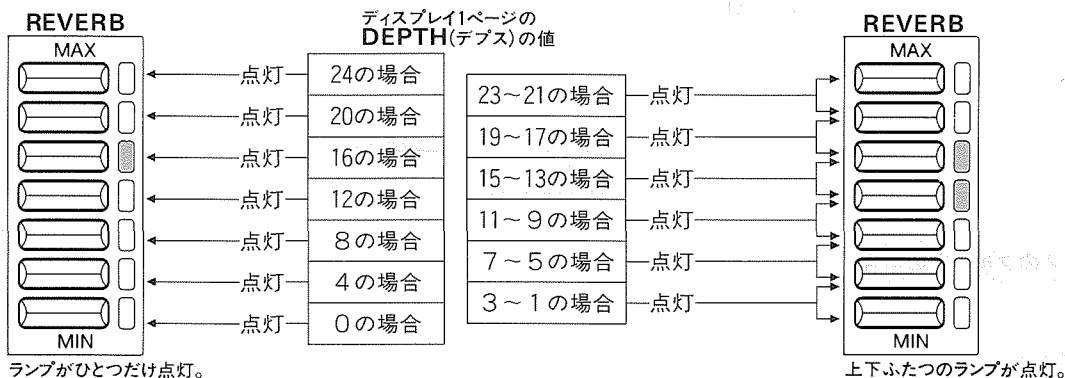 REVERB
MAX
MIN
ランプがひとつだけ点灯。
ディスプレイ1ページの
DEPTH(デプス)の値
点灯 24の場合
点灯 20の場合
点灯 16の場合
点灯 12の場合
点灯 8の場合
点灯 4の場合
点灯 0の場合
23～21の場合 点灯
19～17の場合 点灯
15～13の場合 点灯
11～9の場合 点灯
7～5の場合 点灯
3～1の場合 点灯
REVERB
MAX
MIN
上下ふたつのランプが点灯。